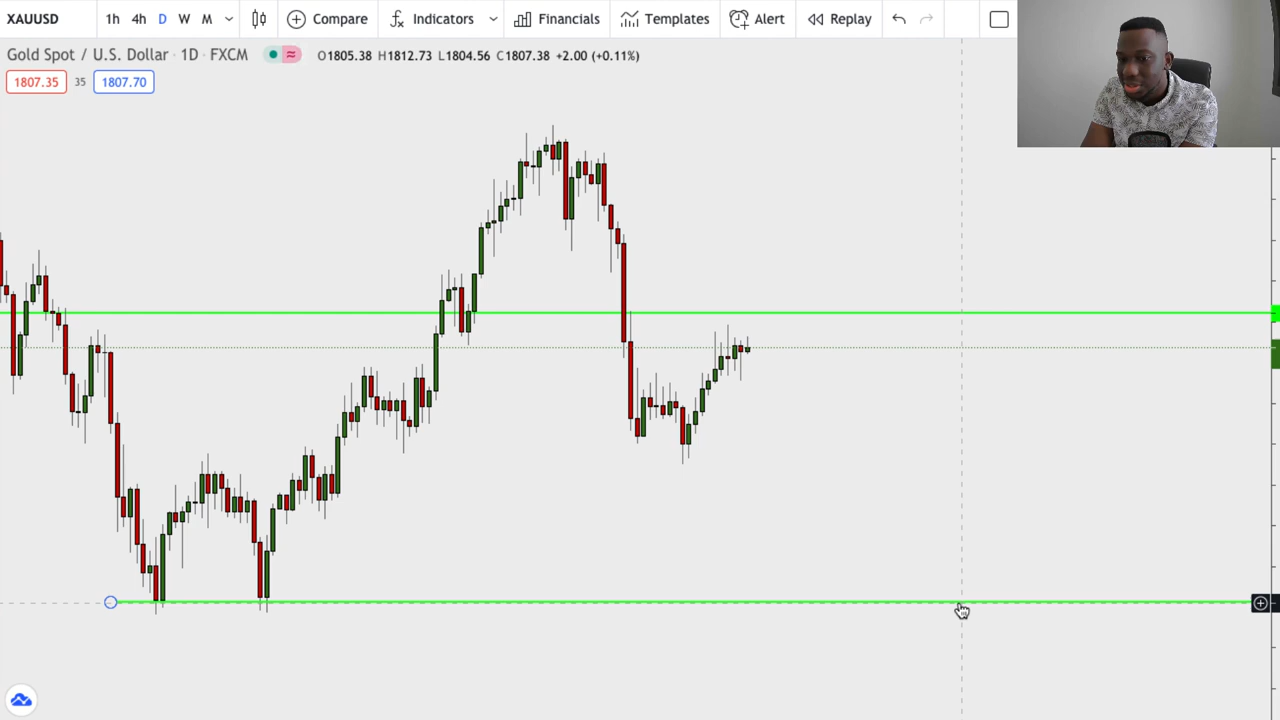 XAUUSD 1h 4h D W M Compare Indicators Financials Templates Alert Replay
Gold Spot / U.S. Dollar · 1D · FXCM ≈ O1805.38 H1812.73 L1804.56 C1807.38 +2.00 (+0.11%)
1807.35 35 1807.70